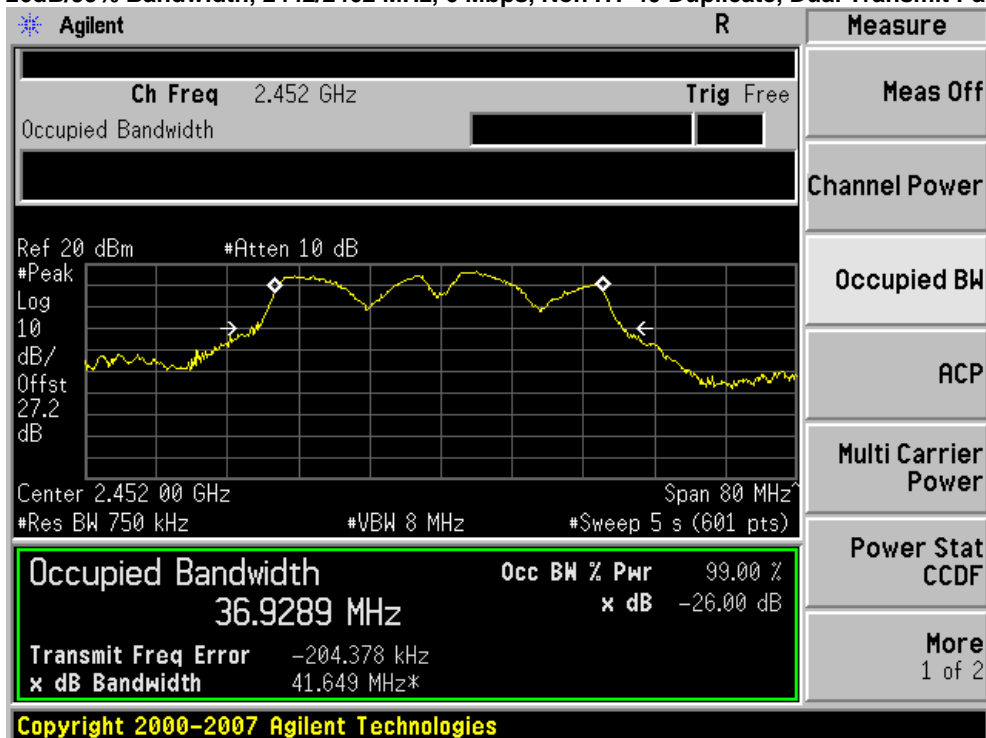 Agilent R Measure
Ch Freq 2.452 GHz Trig Free
Occupied Bandwidth
Meas Off
Channel Power
Occupied BW
ACP
Multi Carrier
Power
Power Stat
CCDF
More
1 of 2
Ref 20 dBm #Atten 10 dB
#Peak
Log
10
dB/
Offst
27.2
dB
Center 2.452 00 GHz Span 80 MHz^
#Res BW 750 kHz #VBW 8 MHz #Sweep 5 s (601 pts)
Occupied Bandwidth Occ BW % Pwr 99.00 %
36.9289 MHz x dB -26.00 dB
Transmit Freq Error -204.378 kHz
x dB Bandwidth 41.649 MHz*
Copyright 2000-2007 Agilent Technologies